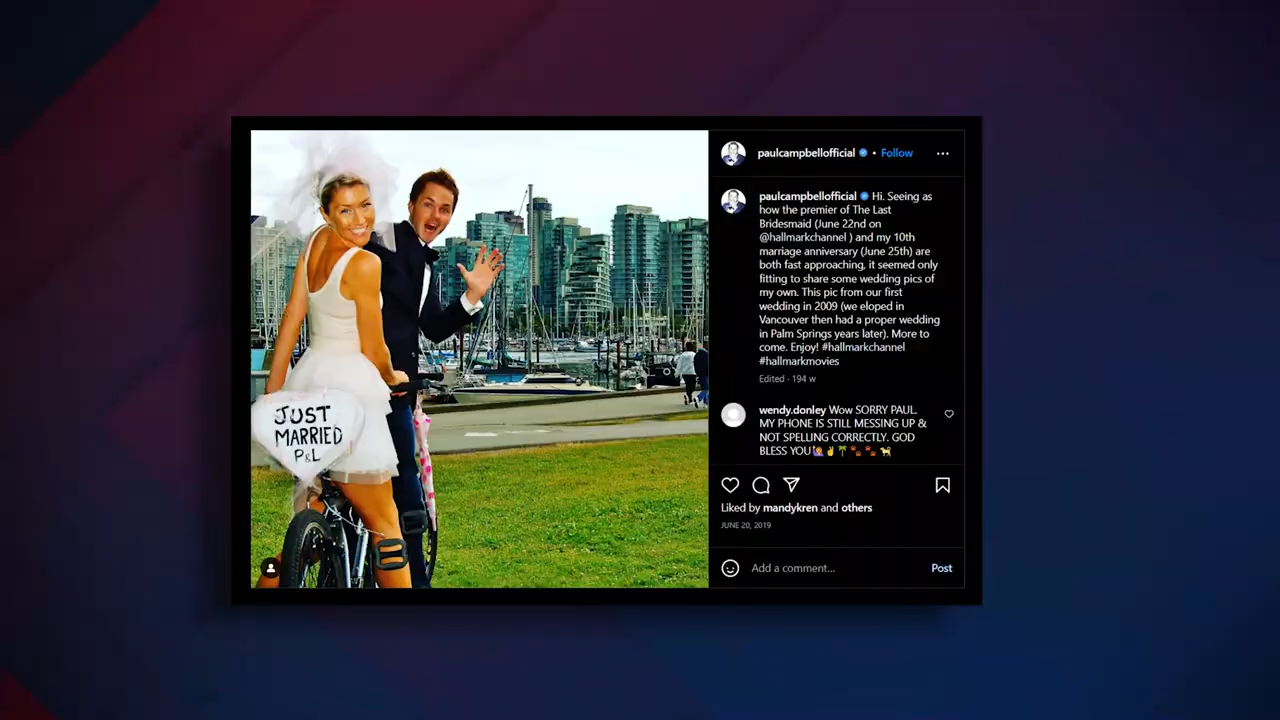 JUST
MARRIED
P&L
paulcampbellofficial • Follow
paulcampbellofficial Hi. Seeing as
how the premier of The Last
Bridesmaid (June 22nd on
@hallmarkchannel ) and my 10th
marriage anniversary (June 25th) are
both fast approaching, it seemed only
fitting to share some wedding pics of
my own. This pic from our first
wedding in 2009 (we eloped in
Vancouver then had a proper wedding
in Palm Springs years later). More to
come. Enjoy! #hallmarkchannel
#hallmarkmovies
Edited · 194 w
wendy.donley Wow SORRY PAUL.
MY PHONE IS STILL MESSING UP &
NOT SPELLING CORRECTLY. GOD
BLESS YOU🙋‍♀️✌️🌴🐾🐾🐕
Liked by mandykren and others
JUNE 20, 2019
Add a comment...
Post